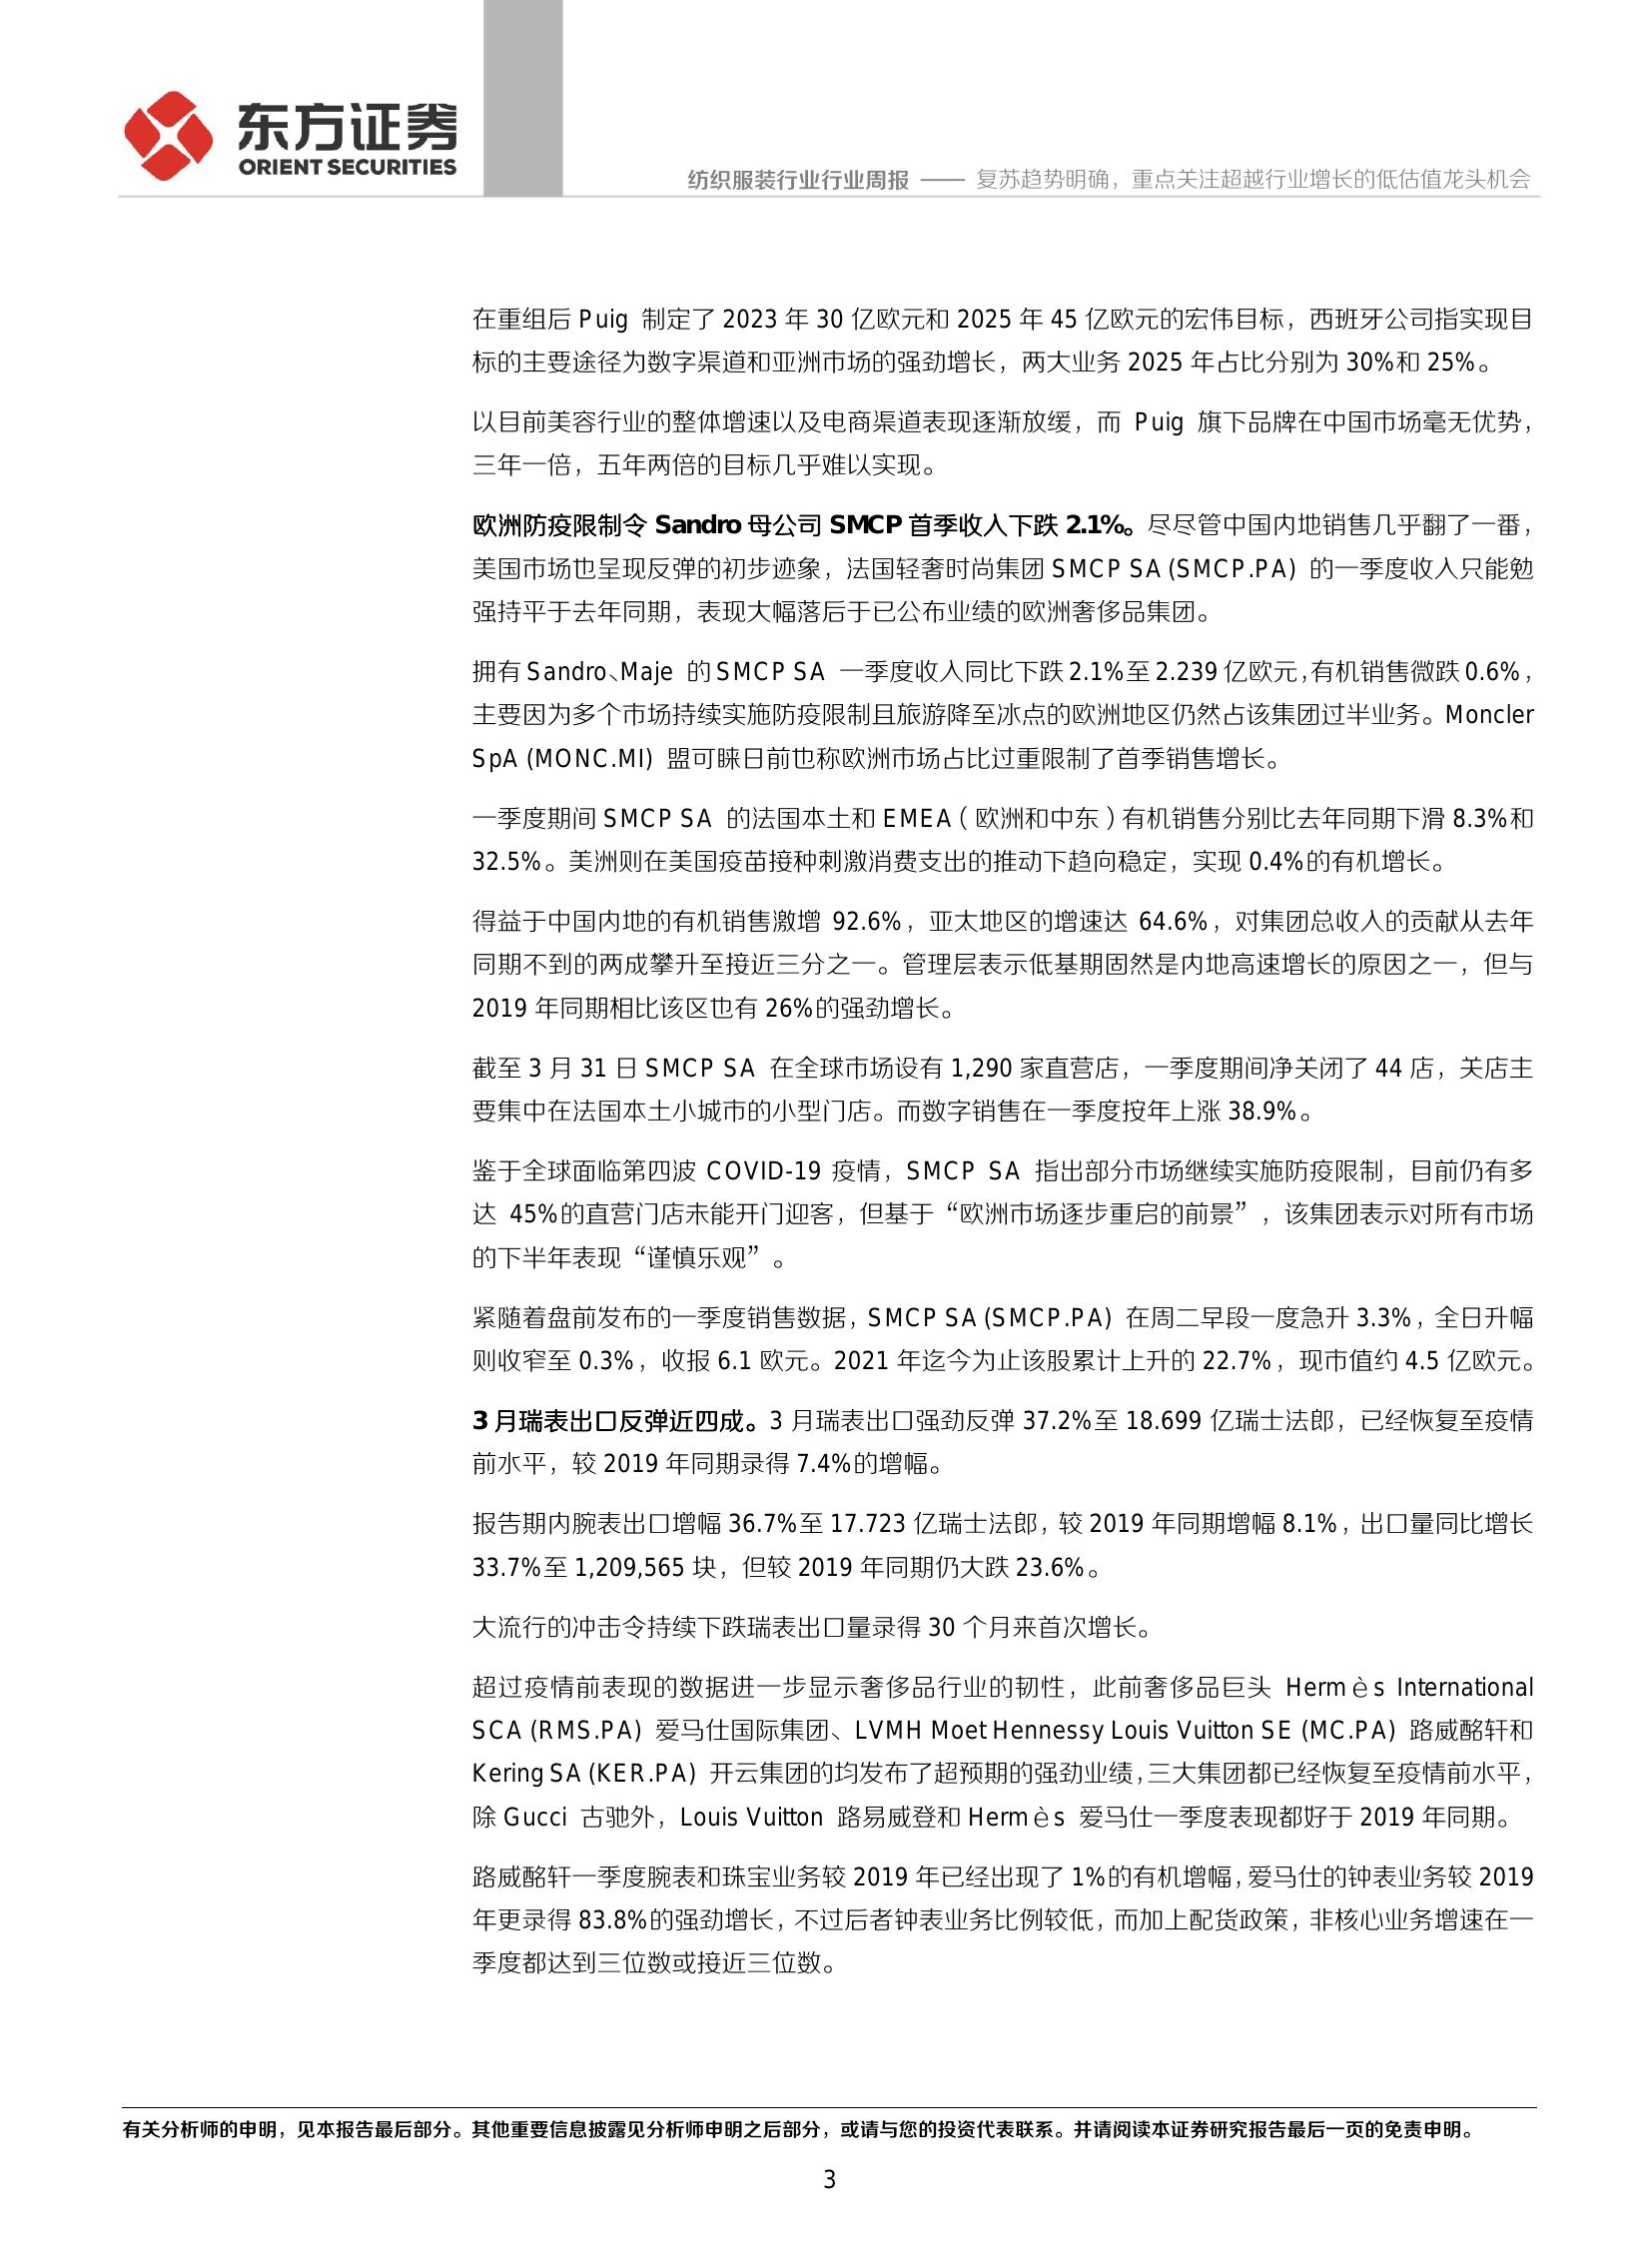 东方证券
ORIENT SECURITIES
纺织服装行业行业周报 —— 复苏趋势明确，重点关注超越行业增长的低估值龙头机会
在重组后 Puig 制定了 2023 年 30 亿欧元和 2025 年 45 亿欧元的宏伟目标，西班牙公司指实现目
标的主要途径为数字渠道和亚洲市场的强劲增长，两大业务 2025 年占比分别为 30%和 25%。
以目前美容行业的整体增速以及电商渠道表现逐渐放缓，而 Puig 旗下品牌在中国市场毫无优势，
三年一倍，五年两倍的目标几乎难以实现。
欧洲防疫限制令 Sandro 母公司 SMCP 首季收入下跌 2.1%。尽尽管中国内地销售几乎翻了一番，
美国市场也呈现反弹的初步迹象，法国轻奢时尚集团 SMCP SA (SMCP.PA) 的一季度收入只能勉
强持平于去年同期，表现大幅落后于已公布业绩的欧洲奢侈品集团。
拥有 Sandro、Maje 的 SMCP SA 一季度收入同比下跌 2.1%至 2.239 亿欧元，有机销售微跌 0.6%，
主要因为多个市场持续实施防疫限制且旅游降至冰点的欧洲地区仍然占该集团过半业务。Moncler
SpA (MONC.MI) 盟可睐日前也称欧洲市场占比过重限制了首季销售增长。
一季度期间 SMCP SA 的法国本土和 EMEA（欧洲和中东）有机销售分别比去年同期下滑 8.3%和
32.5%。美洲则在美国疫苗接种刺激消费支出的推动下趋向稳定，实现 0.4%的有机增长。
得益于中国内地的有机销售激增 92.6%，亚太地区的增速达 64.6%，对集团总收入的贡献从去年
同期不到的两成攀升至接近三分之一。管理层表示低基期固然是内地高速增长的原因之一，但与
2019 年同期相比该区也有 26%的强劲增长。
截至 3 月 31 日 SMCP SA 在全球市场设有 1,290 家直营店，一季度期间净关闭了 44 店，关店主
要集中在法国本土小城市的小型门店。而数字销售在一季度按年上涨 38.9%。
鉴于全球面临第四波 COVID-19 疫情，SMCP SA 指出部分市场继续实施防疫限制，目前仍有多
达 45%的直营门店未能开门迎客，但基于“欧洲市场逐步重启的前景”，该集团表示对所有市场
的下半年表现“谨慎乐观”。
紧随着盘前发布的一季度销售数据，SMCP SA (SMCP.PA) 在周二早段一度急升 3.3%，全日升幅
则收窄至 0.3%，收报 6.1 欧元。2021 年迄今为止该股累计上升的 22.7%，现市值约 4.5 亿欧元。
3 月瑞表出口反弹近四成。3 月瑞表出口强劲反弹 37.2%至 18.699 亿瑞士法郎，已经恢复至疫情
前水平，较 2019 年同期录得 7.4%的增幅。
报告期内腕表出口增幅 36.7%至 17.723 亿瑞士法郎，较 2019 年同期增幅 8.1%，出口量同比增长
33.7%至 1,209,565 块，但较 2019 年同期仍大跌 23.6%。
大流行的冲击令持续下跌瑞表出口量录得 30 个月来首次增长。
超过疫情前表现的数据进一步显示奢侈品行业的韧性，此前奢侈品巨头 Hermès International
SCA (RMS.PA) 爱马仕国际集团、LVMH Moet Hennessy Louis Vuitton SE (MC.PA) 路威酩轩和
Kering SA (KER.PA) 开云集团的均发布了超预期的强劲业绩，三大集团都已经恢复至疫情前水平，
除 Gucci 古驰外，Louis Vuitton 路易威登和 Hermès 爱马仕一季度表现都好于 2019 年同期。
路威酩轩一季度腕表和珠宝业务较 2019 年已经出现了 1%的有机增幅，爱马仕的钟表业务较 2019
年更录得 83.8%的强劲增长，不过后者钟表业务比例较低，而加上配货政策，非核心业务增速在一
季度都达到三位数或接近三位数。
有关分析师的申明，见本报告最后部分。其他重要信息披露见分析师申明之后部分，或请与您的投资代表联系。并请阅读本证券研究报告最后一页的免责申明。
3